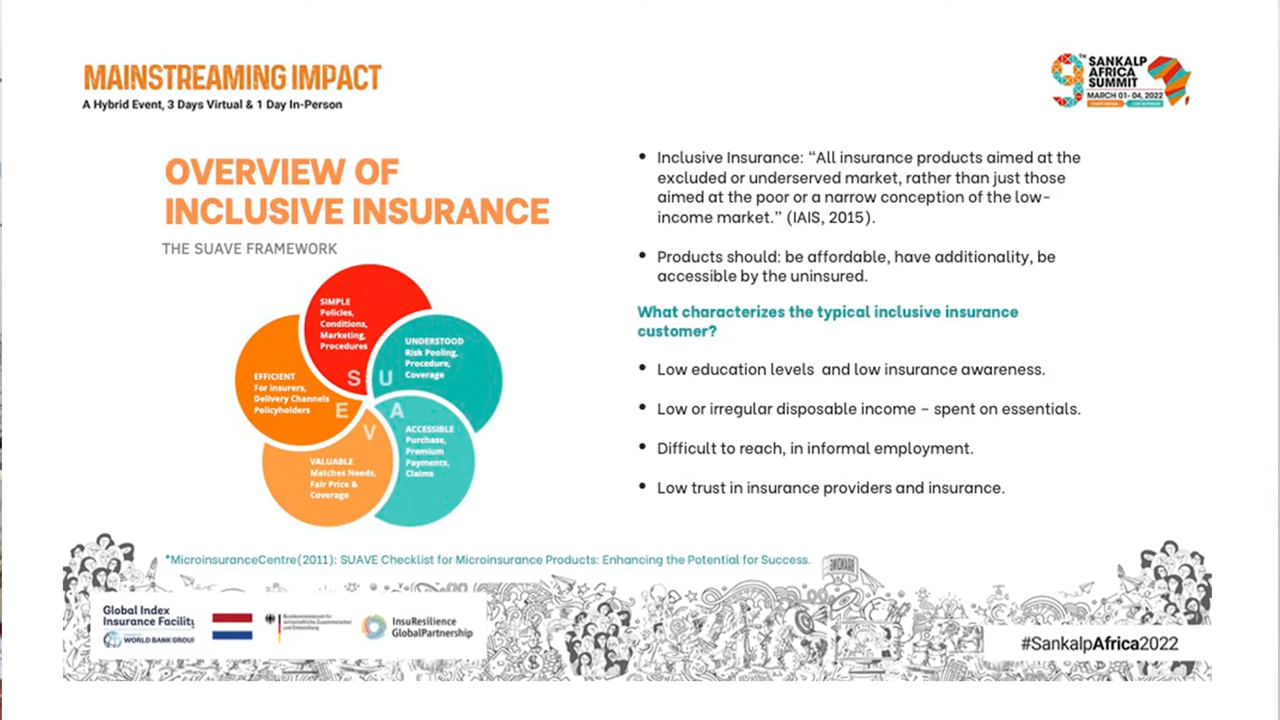 MAINSTREAMING IMPACT
A Hybrid Event, 3 Days Virtual & 1 Day In-Person
9TH SANKALP
AFRICA
SUMMIT
MARCH 01- 04, 2022
OVERVIEW OF
INCLUSIVE INSURANCE
THE SUAVE FRAMEWORK
SIMPLE
Policies,
Conditions,
Marketing,
Procedures
S
UNDERSTOOD
Risk Pooling,
Procedure,
Coverage
U
ACCESSIBLE
Purchase,
Premium
Payments,
Claims
A
VALUABLE
Matches Needs,
Fair Price &
Coverage
V
EFFICIENT
For insurers,
Delivery Channels
Policyholders
E
• Inclusive Insurance: “All insurance products aimed at the
excluded or underserved market, rather than just those
aimed at the poor or a narrow conception of the low-
income market.” (IAIS, 2015).
• Products should: be affordable, have additionality, be
accessible by the uninsured.
What characterizes the typical inclusive insurance
customer?
• Low education levels and low insurance awareness.
• Low or irregular disposable income – spent on essentials.
• Difficult to reach, in informal employment.
• Low trust in insurance providers and insurance.
*MicroinsuranceCentre(2011): SUAVE Checklist for Microinsurance Products: Enhancing the Potential for Success.
Global Index
Insurance Facility
WORLD BANK GROUP
Bundesministerium für
wirtschaftliche Zusammenarbeit
und Entwicklung
InsuResilience
GlobalPartnership
#SankalpAfrica2022